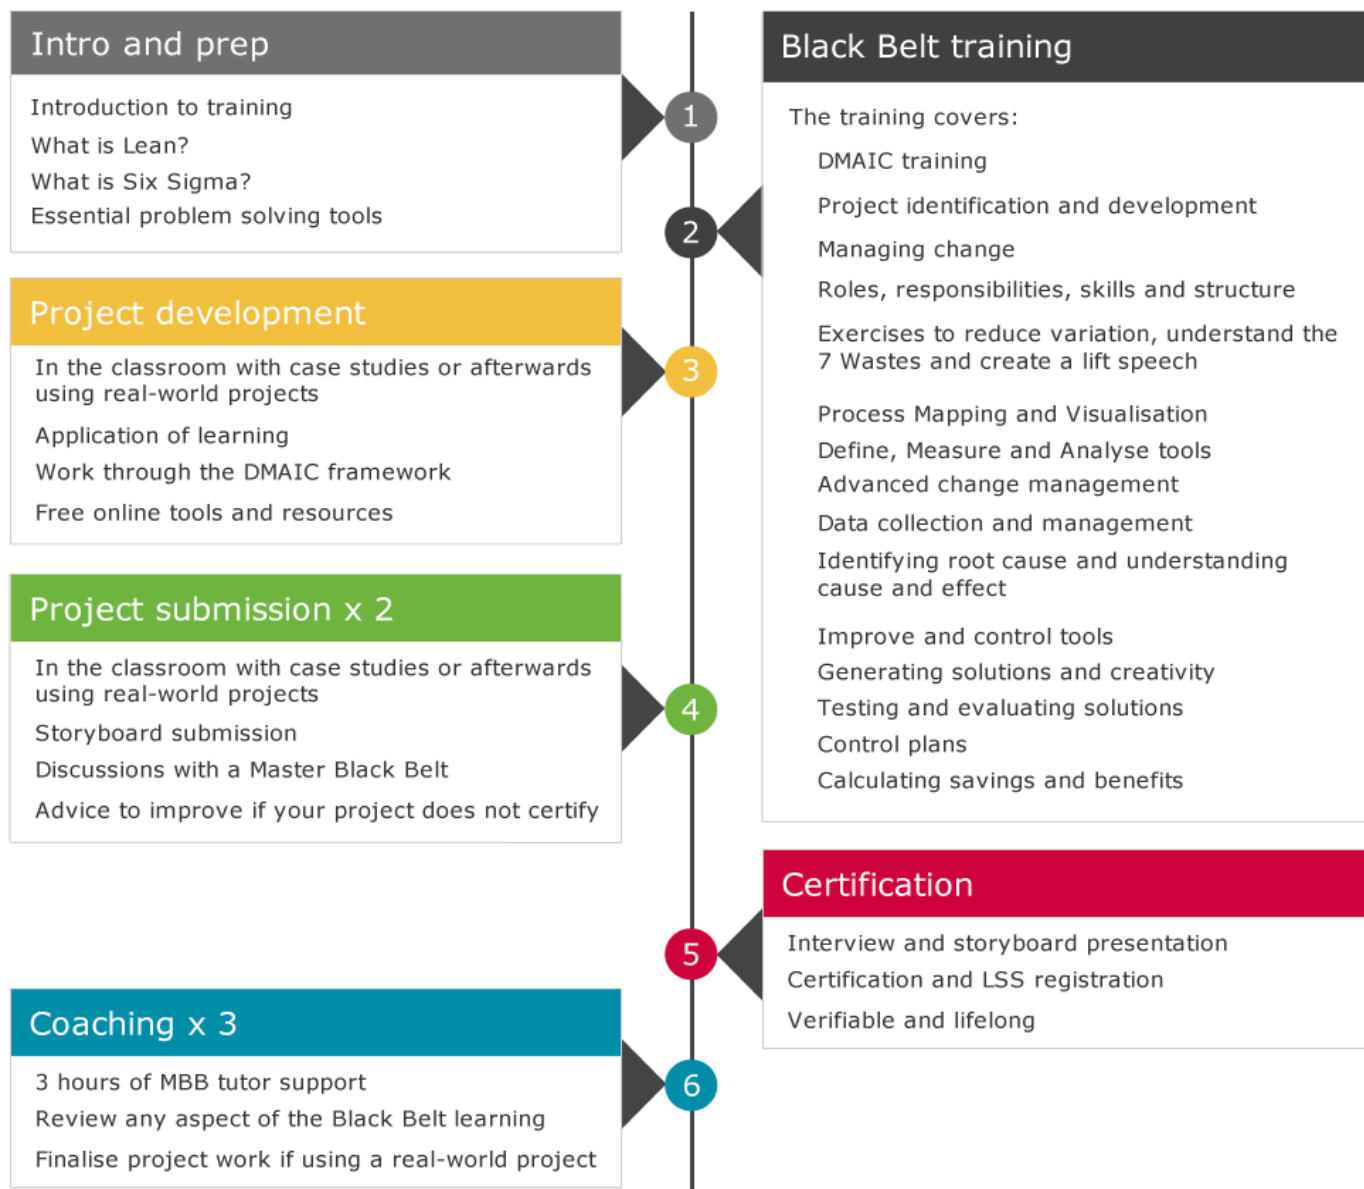 Intro and prep
Introduction to training
What is Lean?
What is Six Sigma?
Essential problem solving tools
1
Black Belt training
The training covers:
DMAIC training
Project identification and development
Managing change
Roles, responsibilities, skills and structure
Exercises to reduce variation, understand the
7 Wastes and create a lift speech
Process Mapping and Visualisation
Define, Measure and Analyse tools
Advanced change management
Data collection and management
Identifying root cause and understanding
cause and effect
Improve and control tools
Generating solutions and creativity
Testing and evaluating solutions
Control plans
Calculating savings and benefits
2
Project development
In the classroom with case studies or afterwards
using real-world projects
Application of learning
Work through the DMAIC framework
Free online tools and resources
3
Project submission x 2
In the classroom with case studies or afterwards
using real-world projects
Storyboard submission
Discussions with a Master Black Belt
Advice to improve if your project does not certify
4
Certification
Interview and storyboard presentation
Certification and LSS registration
Verifiable and lifelong
5
Coaching x 3
3 hours of MBB tutor support
Review any aspect of the Black Belt learning
Finalise project work if using a real-world project
6